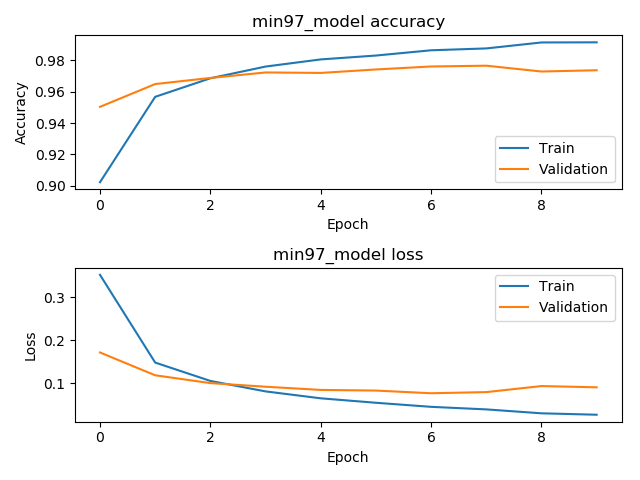 min97_model accuracy
0.98
0.96
0.94
0.92
0.90
Accuracy
Train
Validation
0 2 4 6 8
Epoch
min97_model loss
0.3
0.2
0.1
Loss
Train
Validation
0 2 4 6 8
Epoch